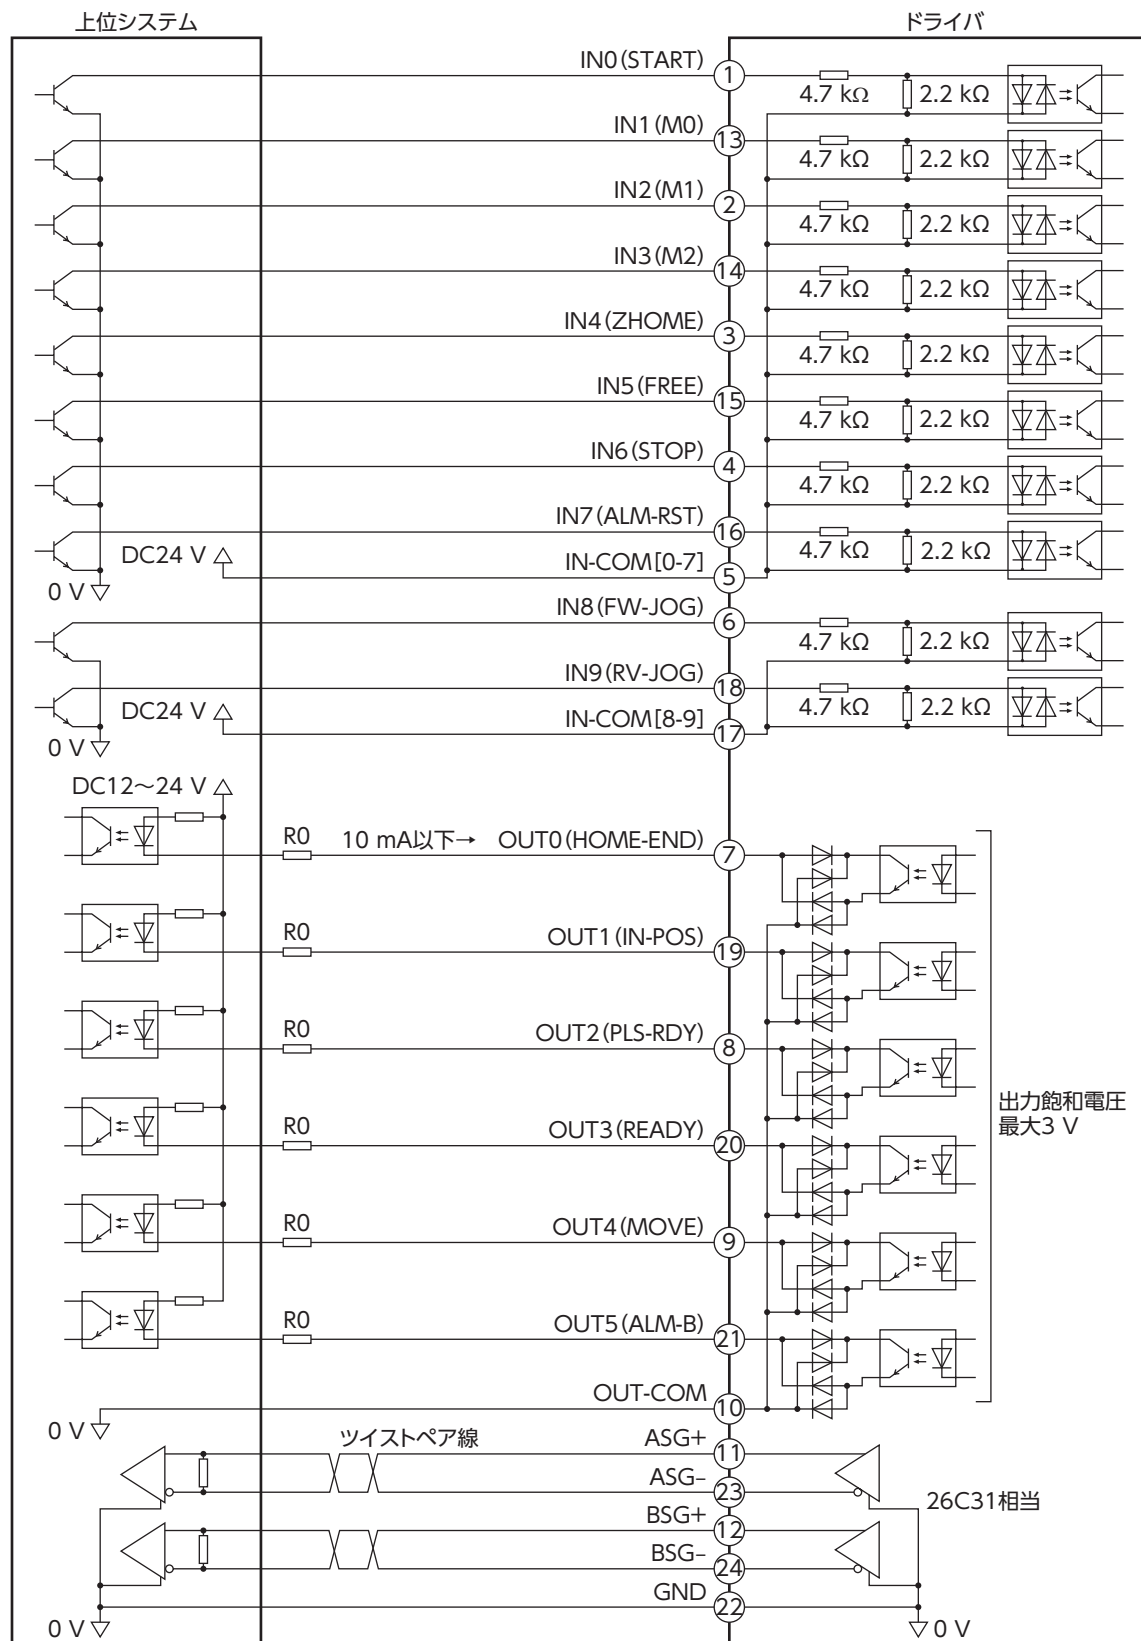 上位システム
ドライバ
IN0(START)
1
4.7 kΩ
2.2 kΩ
IN1(M0)
13
4.7 kΩ
2.2 kΩ
IN2(M1)
2
4.7 kΩ
2.2 kΩ
IN3(M2)
14
4.7 kΩ
2.2 kΩ
IN4(ZHOME)
3
4.7 kΩ
2.2 kΩ
IN5(FREE)
15
4.7 kΩ
2.2 kΩ
IN6(STOP)
4
4.7 kΩ
2.2 kΩ
IN7(ALM-RST)
16
4.7 kΩ
2.2 kΩ
DC24 V
IN-COM[0-7]
5
0 V
IN8(FW-JOG)
6
4.7 kΩ
2.2 kΩ
IN9(RV-JOG)
18
4.7 kΩ
2.2 kΩ
DC24 V
IN-COM[8-9]
17
0 V
DC12～24 V
R0
10 mA以下→
OUT0(HOME-END)
7
R0
OUT1(IN-POS)
19
R0
OUT2(PLS-RDY)
8
出力飽和電圧
最大3 V
R0
OUT3(READY)
20
R0
OUT4(MOVE)
9
R0
OUT5(ALM-B)
21
OUT-COM
10
0 V
ツイストペア線
ASG+
11
ASG−
23
26C31相当
BSG+
12
BSG−
24
GND
22
0 V
0 V